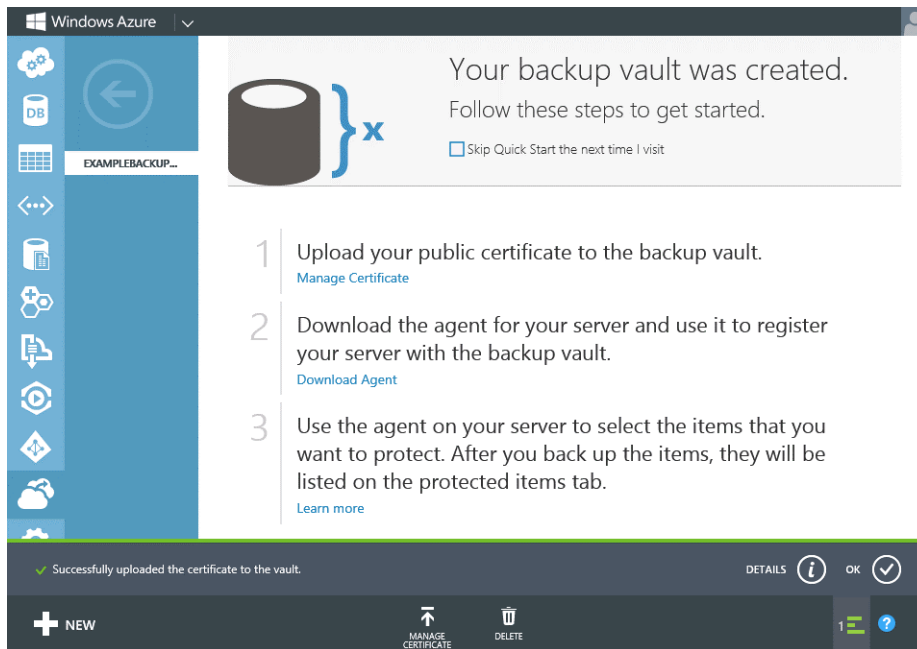 Windows Azure
Your backup vault was created.
Follow these steps to get started.
Skip Quick Start the next time I visit
DB
x
EXAMPLEBACKUP...
1
Upload your public certificate to the backup vault.
Manage Certificate
2
Download the agent for your server and use it to register
your server with the backup vault.
Download Agent
3
Use the agent on your server to select the items that you
want to protect. After you back up the items, they will be
listed on the protected items tab.
Learn more
Successfully uploaded the certificate to the vault.
DETAILS i OK
NEW
MANAGE
CERTIFICATE
DELETE
1
?